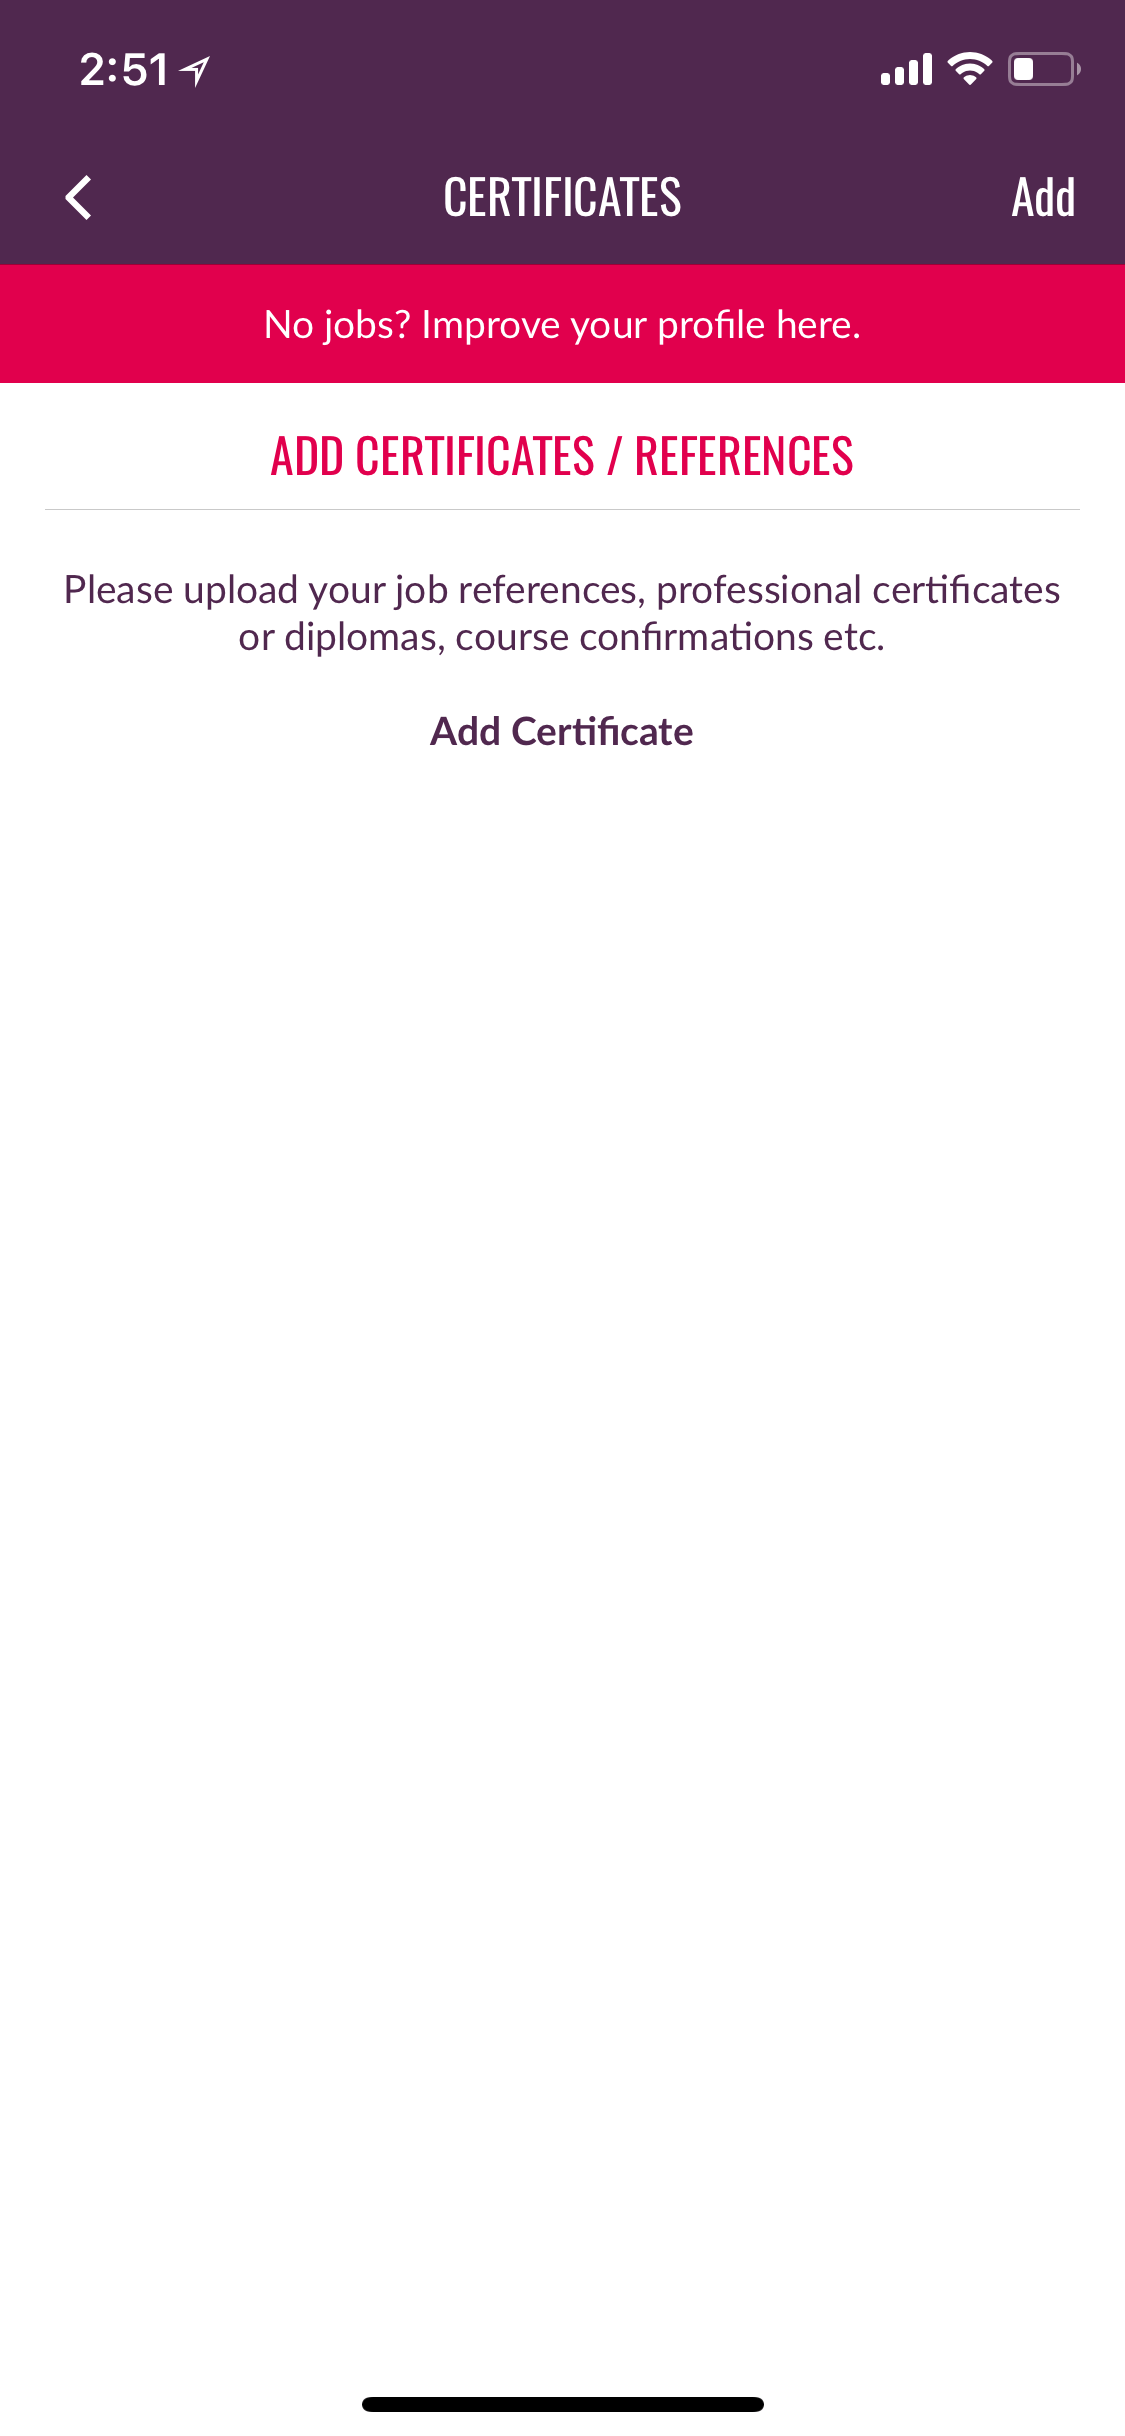 2:51
CERTIFICATES
Add
No jobs? Improve your profile here.
ADD CERTIFICATES / REFERENCES
Please upload your job references, professional certificates
or diplomas, course confirmations etc.
Add Certificate